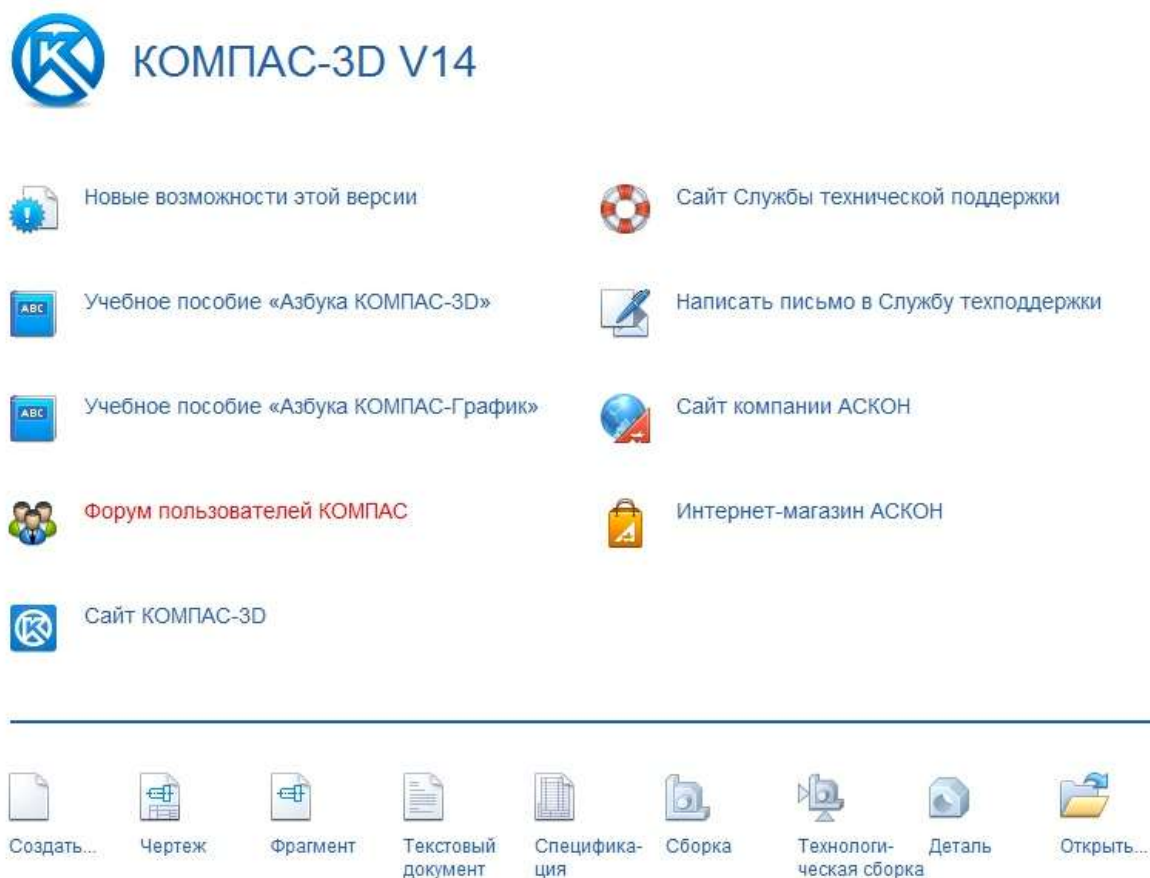 КОМПАС-3D V14
Новые возможности этой версии
Сайт Службы технической поддержки
Учебное пособие «Азбука КОМПАС-3D»
Написать письмо в Службу техподдержки
Учебное пособие «Азбука КОМПАС-График»
Сайт компании АСКОН
Форум пользователей КОМПАС
Интернет-магазин АСКОН
Сайт КОМПАС-3D
Создать...
Чертеж
Фрагмент
Текстовый
документ
Специфика-
ция
Сборка
Технологи-
ческая сборка
Деталь
Открыть...
ABC
ABC